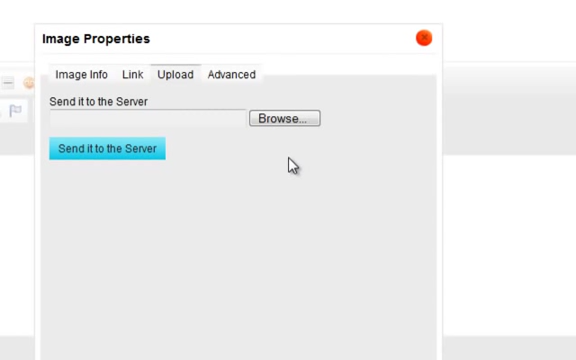 Image Properties
Image Info Link Upload Advanced
Send it to the Server
Browse...
Send it to the Server